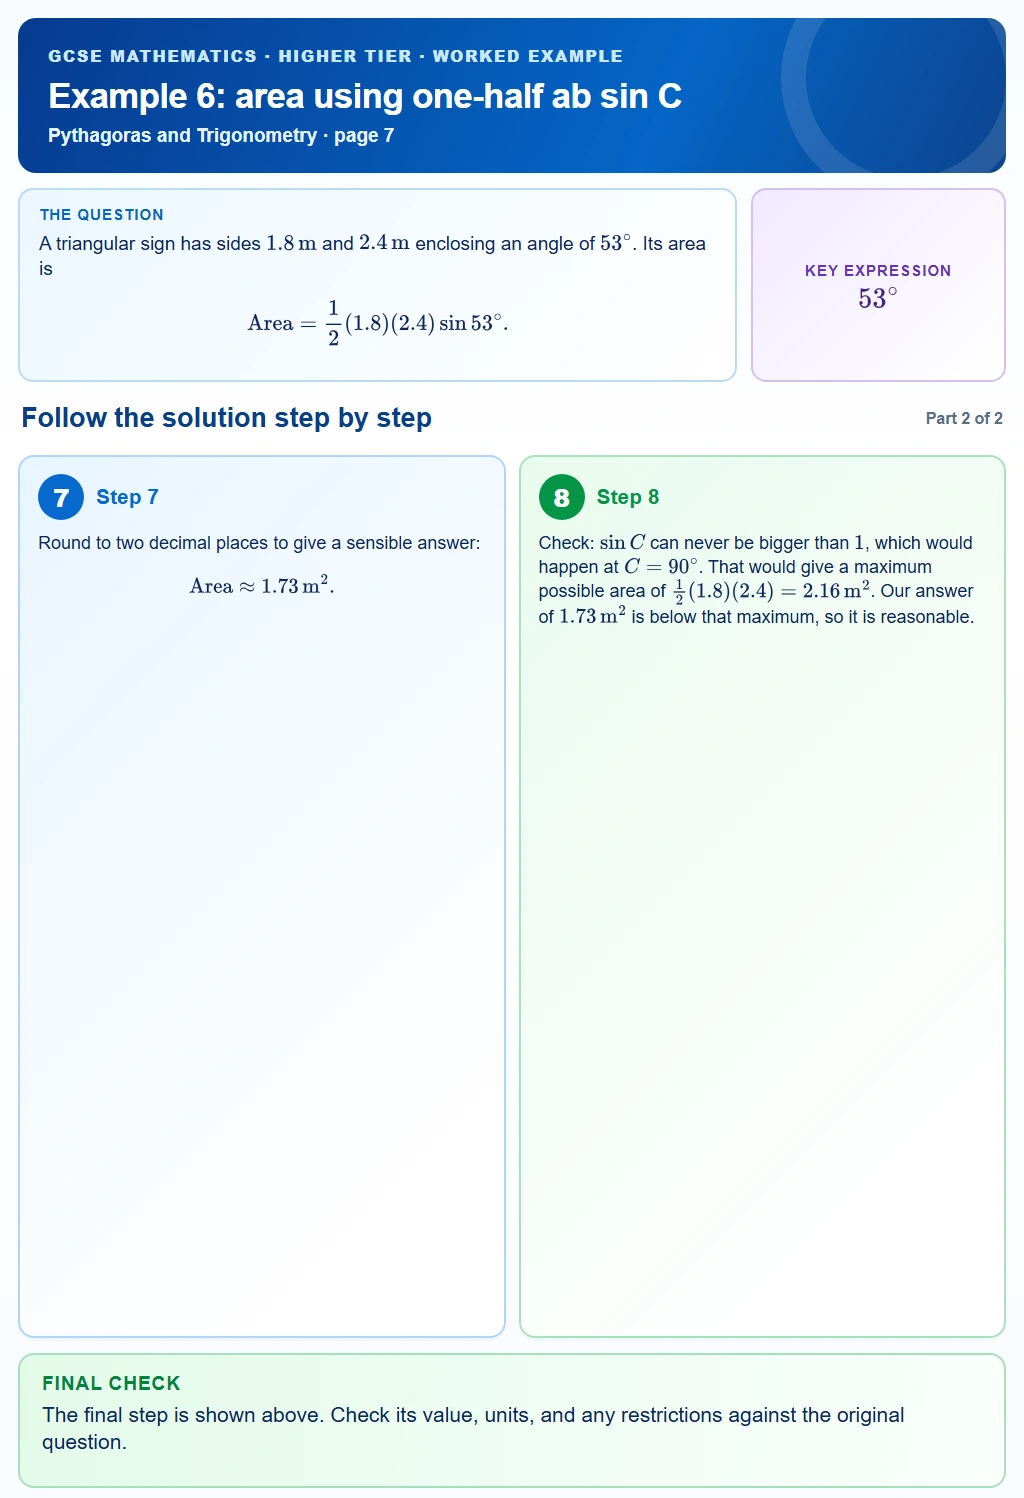 GCSE MATHEMATICS · HIGHER TIER · WORKED EXAMPLE
Example 6: area using one-half ab sin C
Pythagoras and Trigonometry · page 7
THE QUESTION
A triangular sign has sides 1.8 m and 2.4 m enclosing an angle of 53°. Its area
is
Area = 1/2 (1.8)(2.4) sin 53°.
KEY EXPRESSION
53°
Follow the solution step by step
Part 2 of 2
7 Step 7
Round to two decimal places to give a sensible answer:
Area ≈ 1.73 m².
8 Step 8
Check: sin C can never be bigger than 1, which would
happen at C = 90°. That would give a maximum
possible area of 1/2 (1.8)(2.4) = 2.16 m². Our answer
of 1.73 m² is below that maximum, so it is reasonable.
FINAL CHECK
The final step is shown above. Check its value, units, and any restrictions against the original
question.